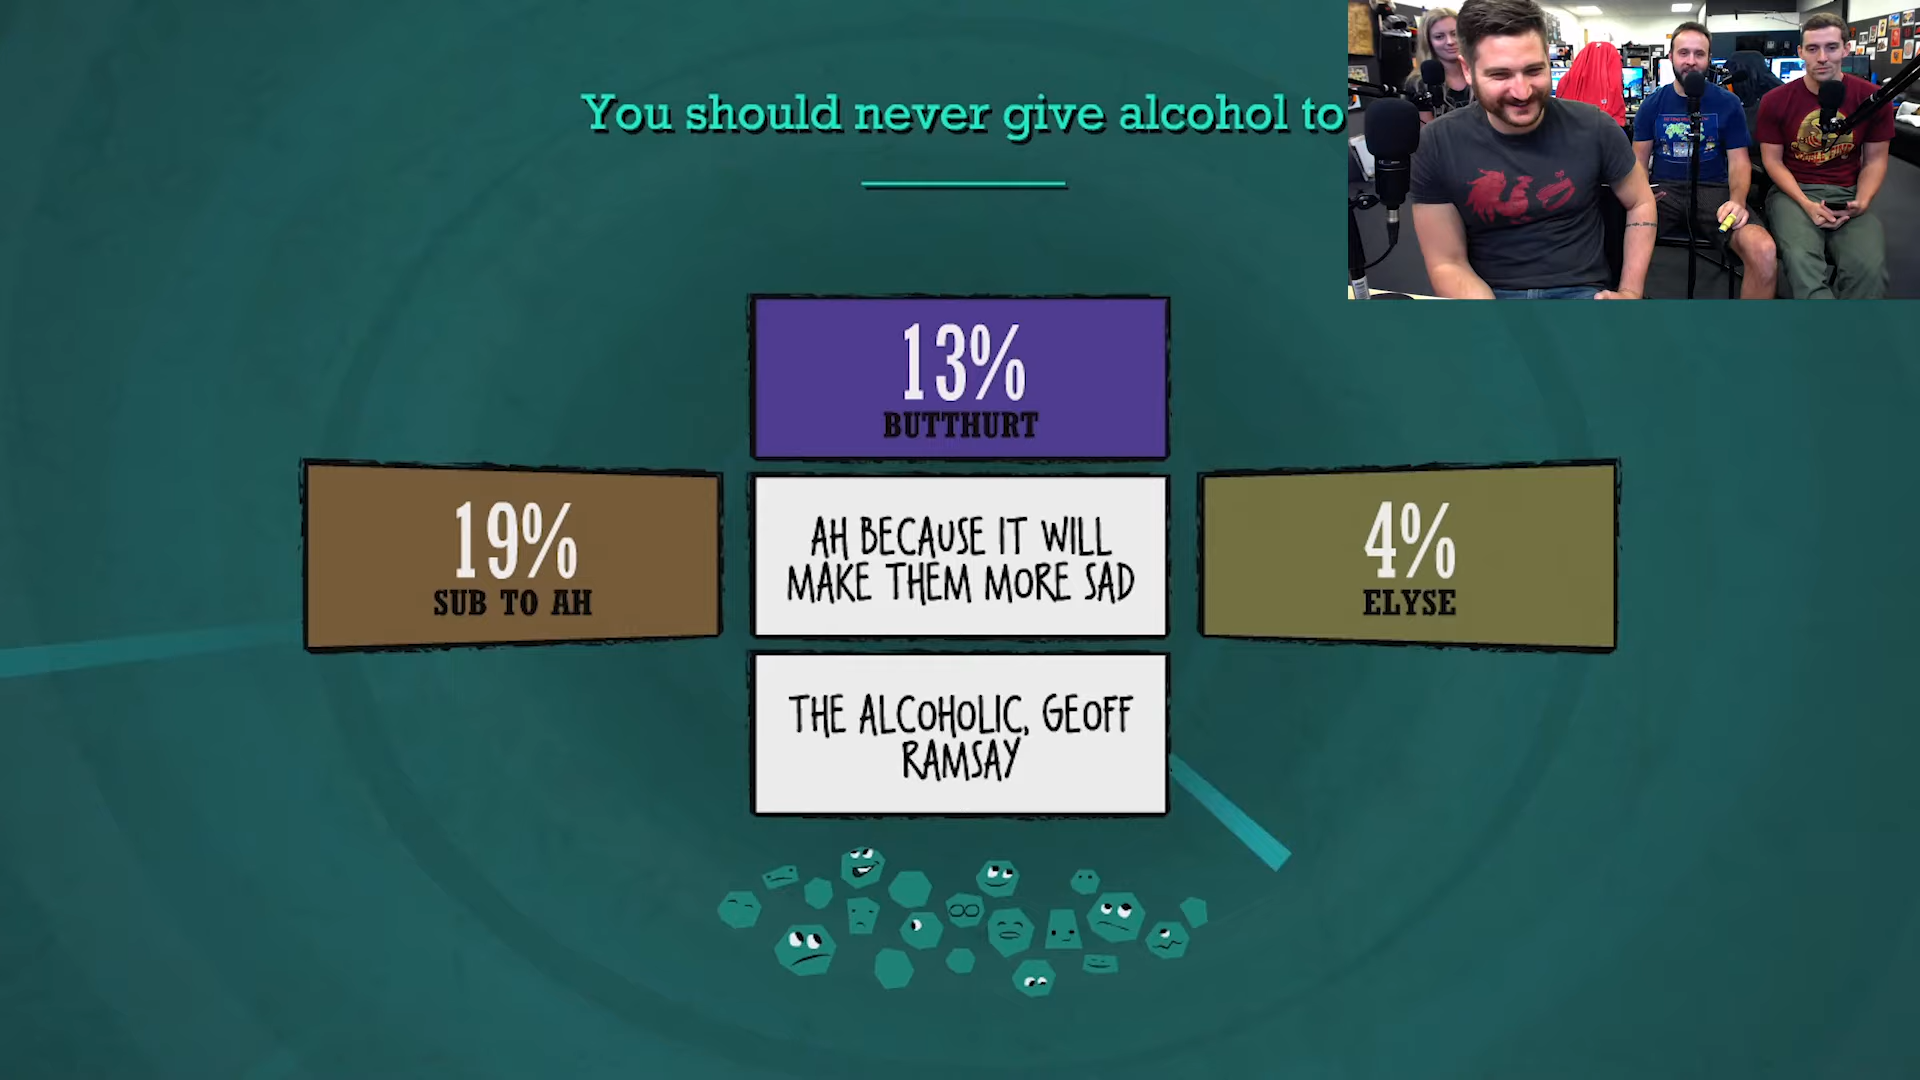 You should never give alcohol to
13%
BUTTHURT
19%
SUB TO AH
AH BECAUSE IT WILL
MAKE THEM MORE SAD
4%
ELYSE
THE ALCOHOLIC, GEOFF
RAMSAY